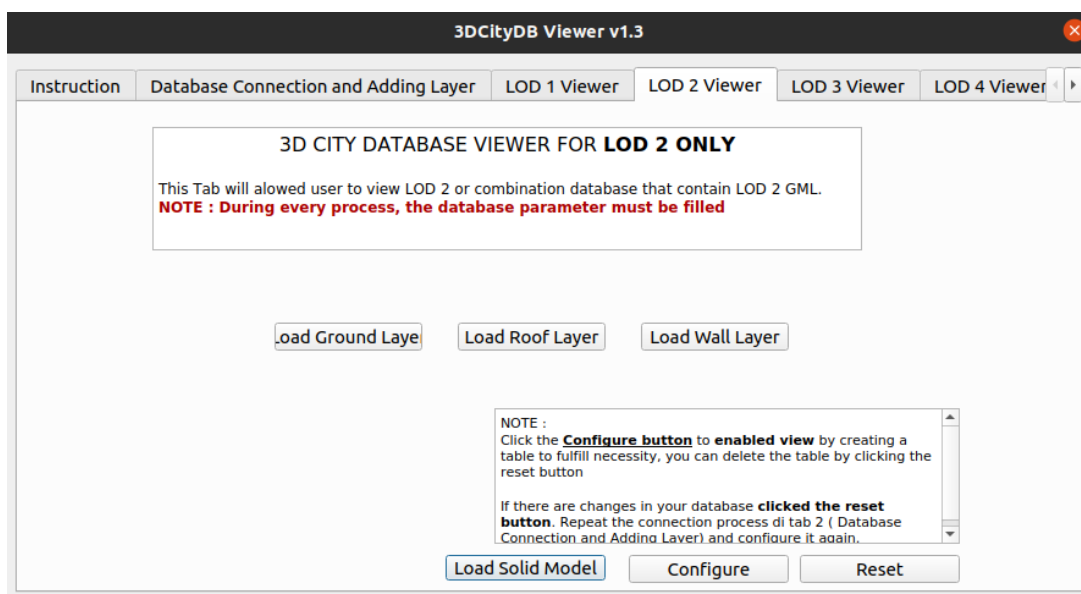 3DCityDB Viewer v1.3
Instruction
Database Connection and Adding Layer
LOD 1 Viewer
LOD 2 Viewer
LOD 3 Viewer
LOD 4 Viewer
3D CITY DATABASE VIEWER FOR LOD 2 ONLY
This Tab will alowed user to view LOD 2 or combination database that contain LOD 2 GML.
NOTE : During every process, the database parameter must be filled
Load Ground Layer
Load Roof Layer
Load Wall Layer
NOTE :
Click the Configure button to enabled view by creating a
table to fulfill necessity, you can delete the table by clicking the
reset button
If there are changes in your database clicked the reset
button. Repeat the connection process di tab 2 ( Database
Connection and Adding Layer) and configure it again.
Load Solid Model
Configure
Reset